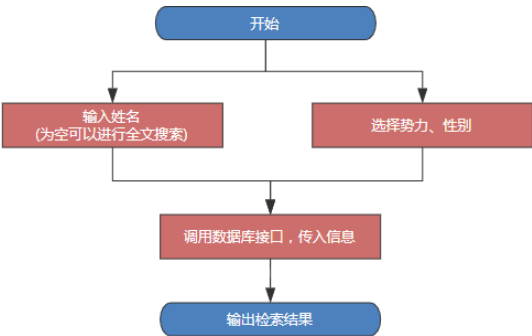 开始
输入姓名
(为空可以进行全文搜索)
选择势力、性别
调用数据库接口，传入信息
输出检索结果